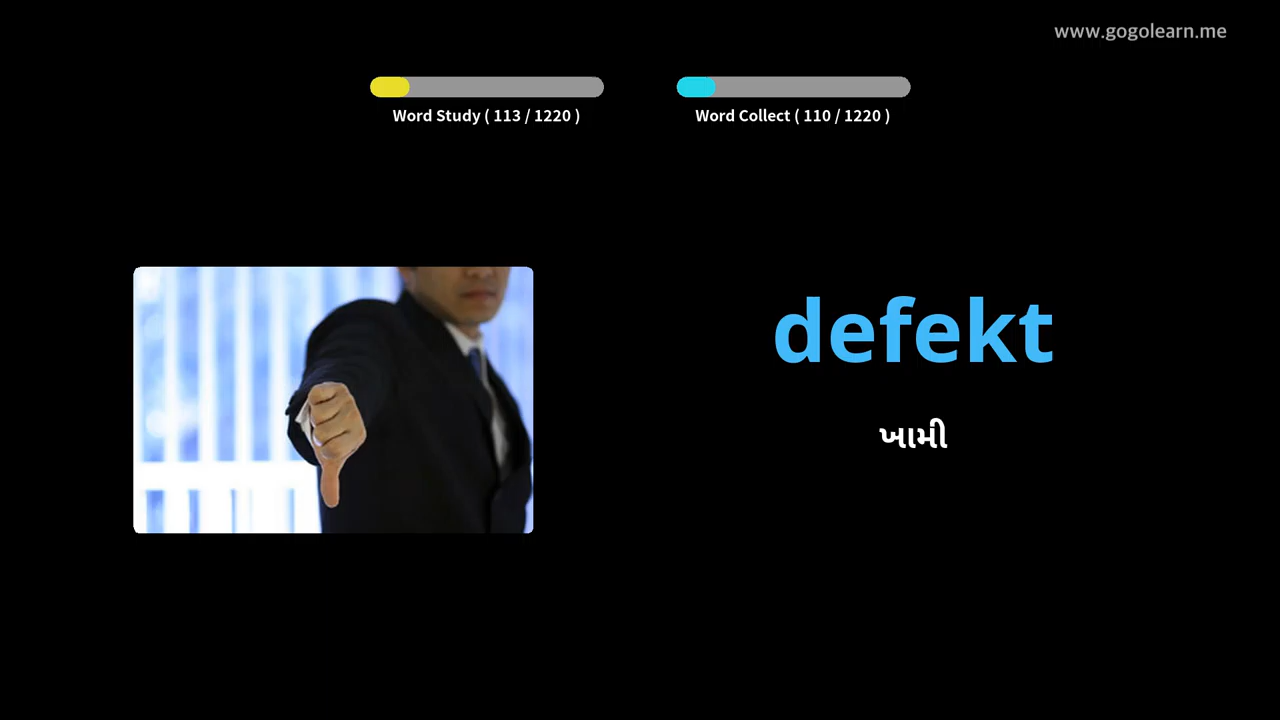 www.gogolearn.me
Word Study ( 113 / 1220 )
Word Collect ( 110 / 1220 )
defekt
ખામી